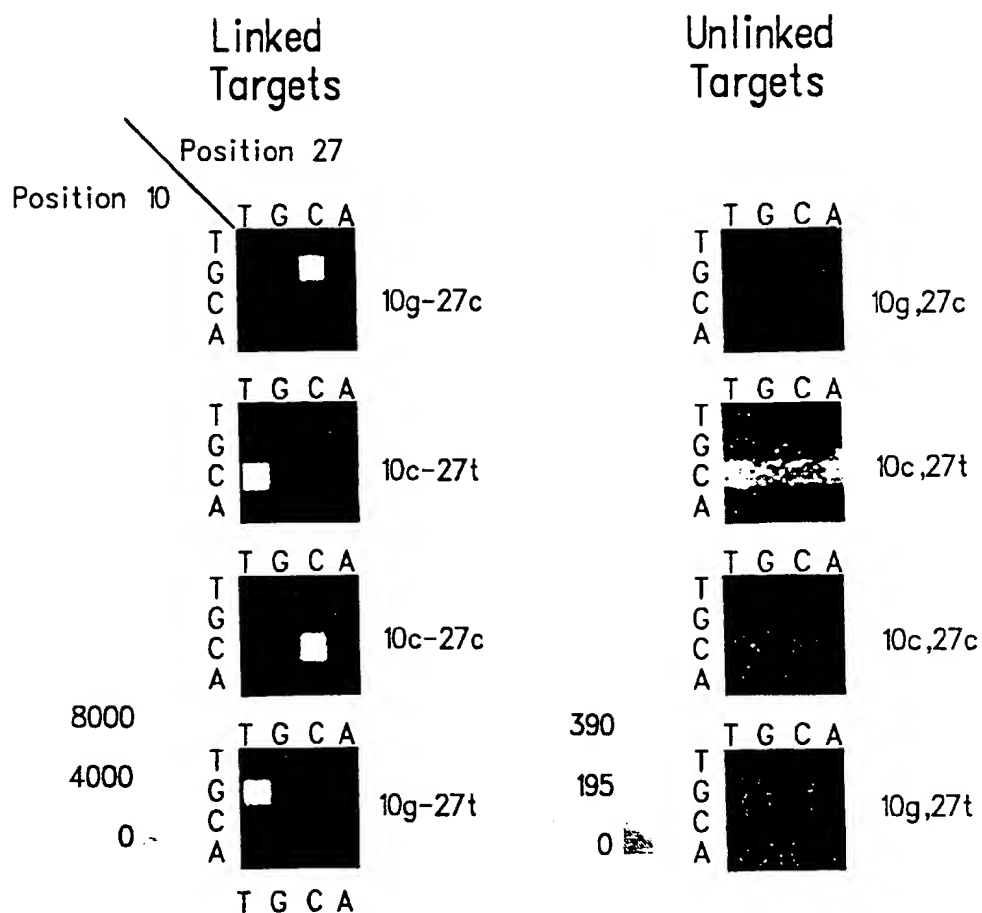 Linked
Targets
Unlinked
Targets
Position 27
Position 10
T G C A
T
G
C
A
10g-27c
T G C A
T
G
C
A
10g,27c
T G C A
T
G
C
A
10c-27t
T G C A
T
G
C
A
10c,27t
T G C A
T
G
C
A
10c-27c
T G C A
T
G
C
A
10c,27c
8000
4000
0
T G C A
T
G
C
A
10g-27t
T G C A
390
195
0
T G C A
T
G
C
A
10g,27t